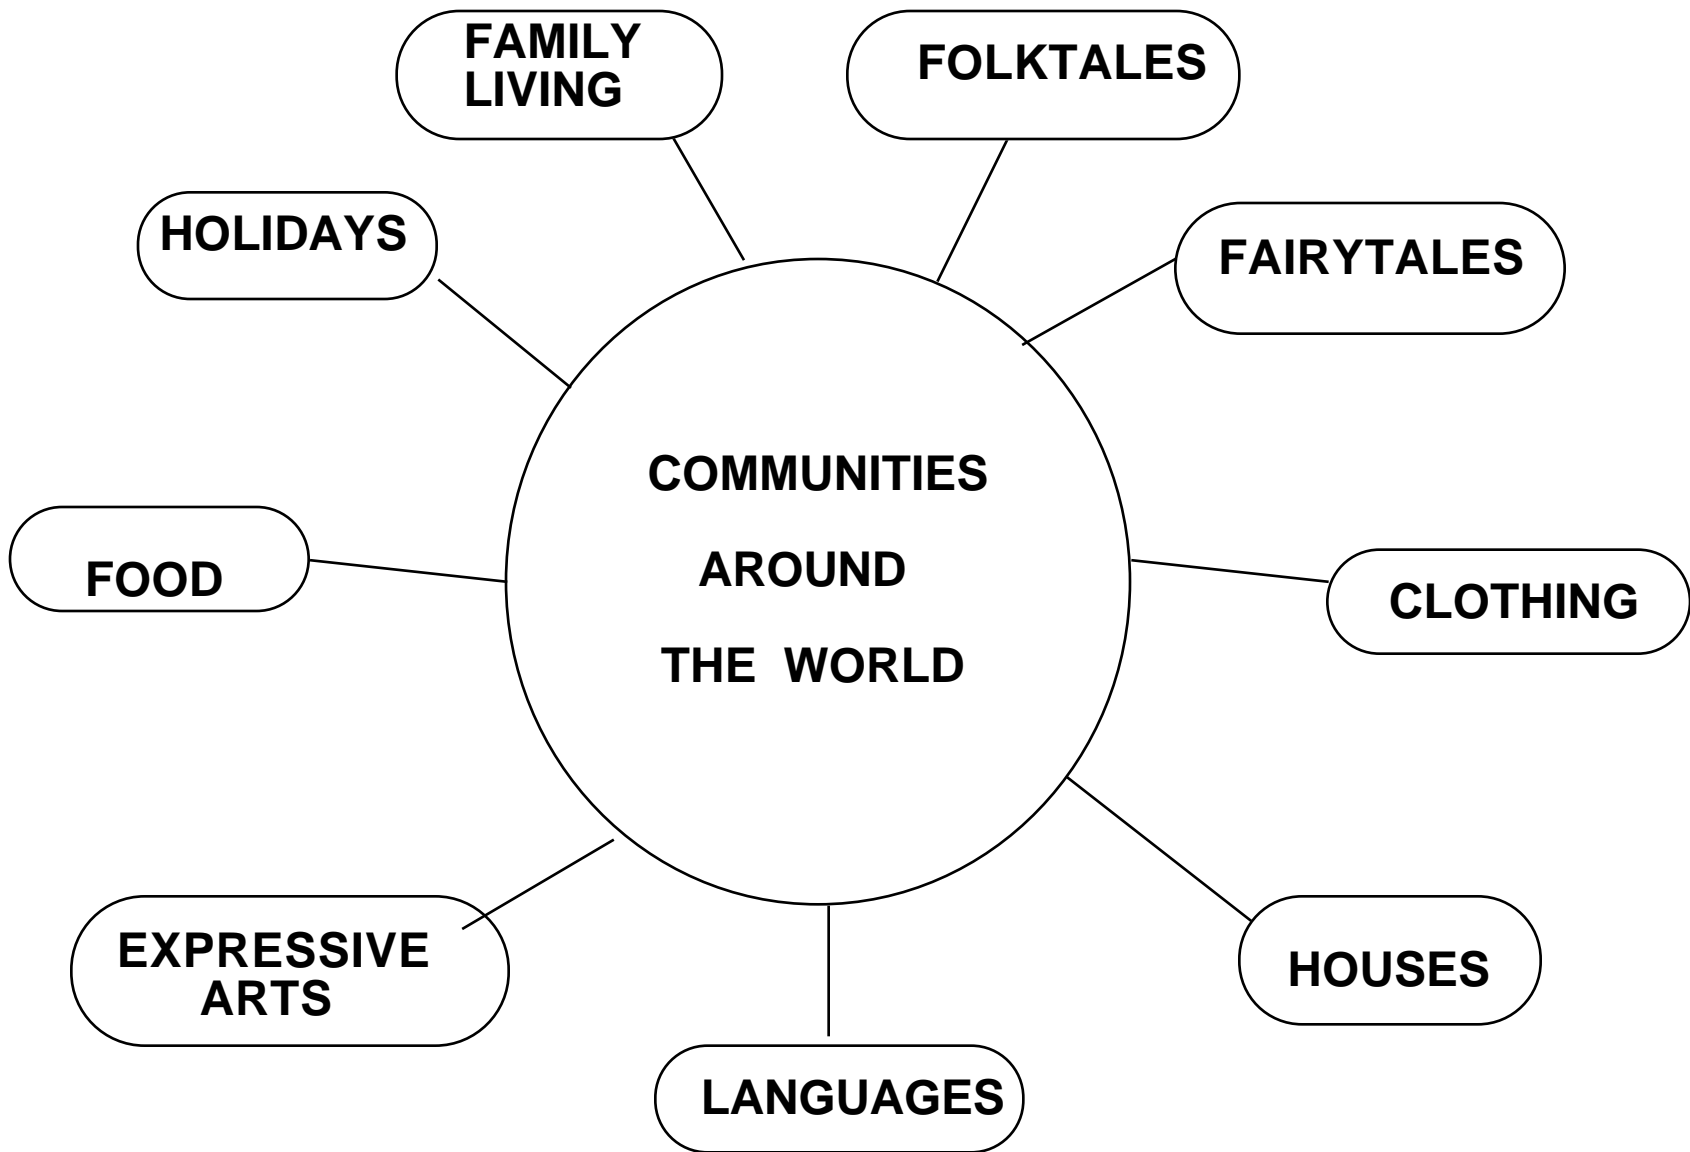 FAMILY
LIVING
FOLKTALES
HOLIDAYS
FAIRYTALES
COMMUNITIES
AROUND
THE WORLD
FOOD
CLOTHING
EXPRESSIVE
ARTS
HOUSES
LANGUAGES